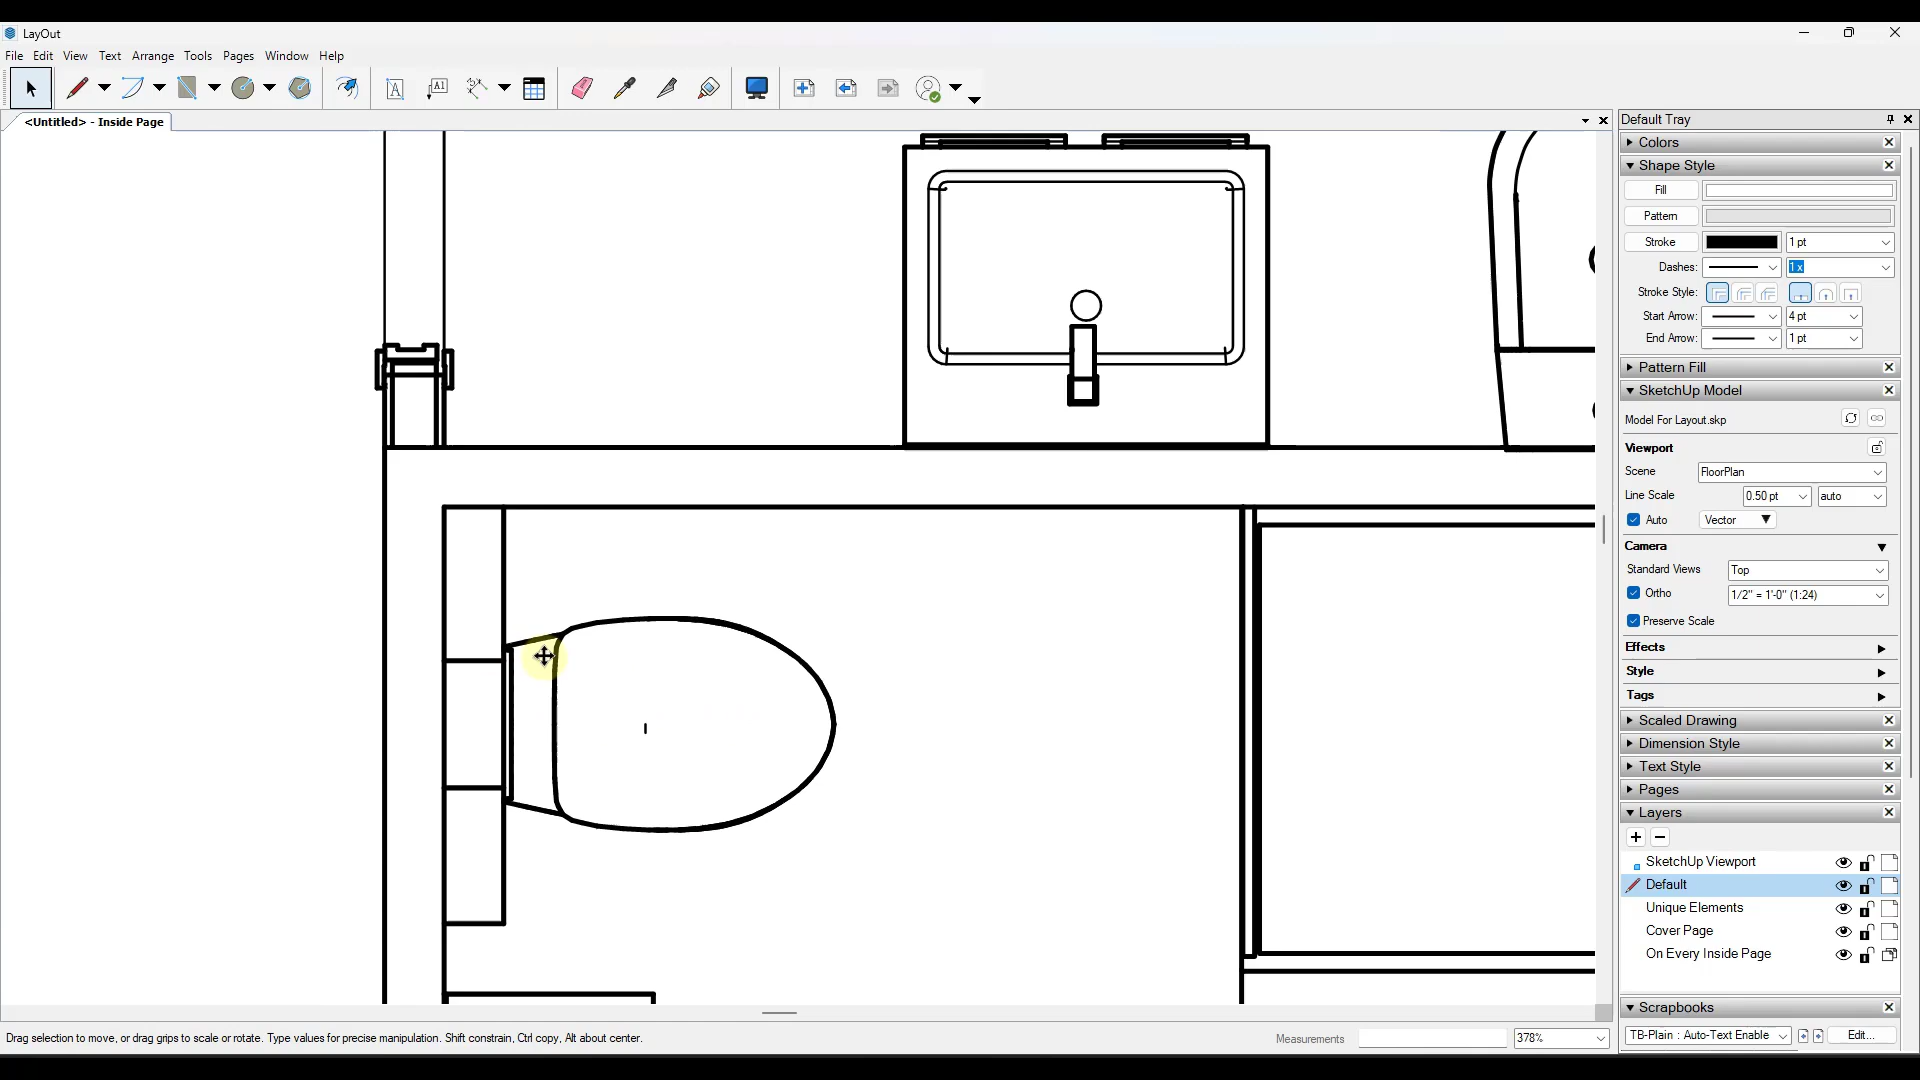 LayOut
File Edit View Text Arrange Tools Pages Window Help
A A1
<Untitled> - Inside Page
Default Tray
Colors
Shape Style
Fill
Pattern
Stroke 1 pt
Dashes: 1 x
Stroke Style:
Start Arrow: 4 pt
End Arrow: 1 pt
Pattern Fill
SketchUp Model
Model For Layout.skp
Viewport
Scene FloorPlan
Line Scale 0.50 pt auto
Auto Vector
Camera
Standard Views Top
Ortho 1/2" = 1'-0" (1:24)
Preserve Scale
Effects
Style
Tags
Scaled Drawing
Dimension Style
Text Style
Pages
Layers
SketchUp Viewport
Default
Unique Elements
Cover Page
On Every Inside Page
Scrapbooks
TB-Plain : Auto-Text Enable Edit...
Drag selection to move, or drag grips to scale or rotate. Type values for precise manipulation. Shift constrain, Ctrl copy, Alt about center. Measurements 378%